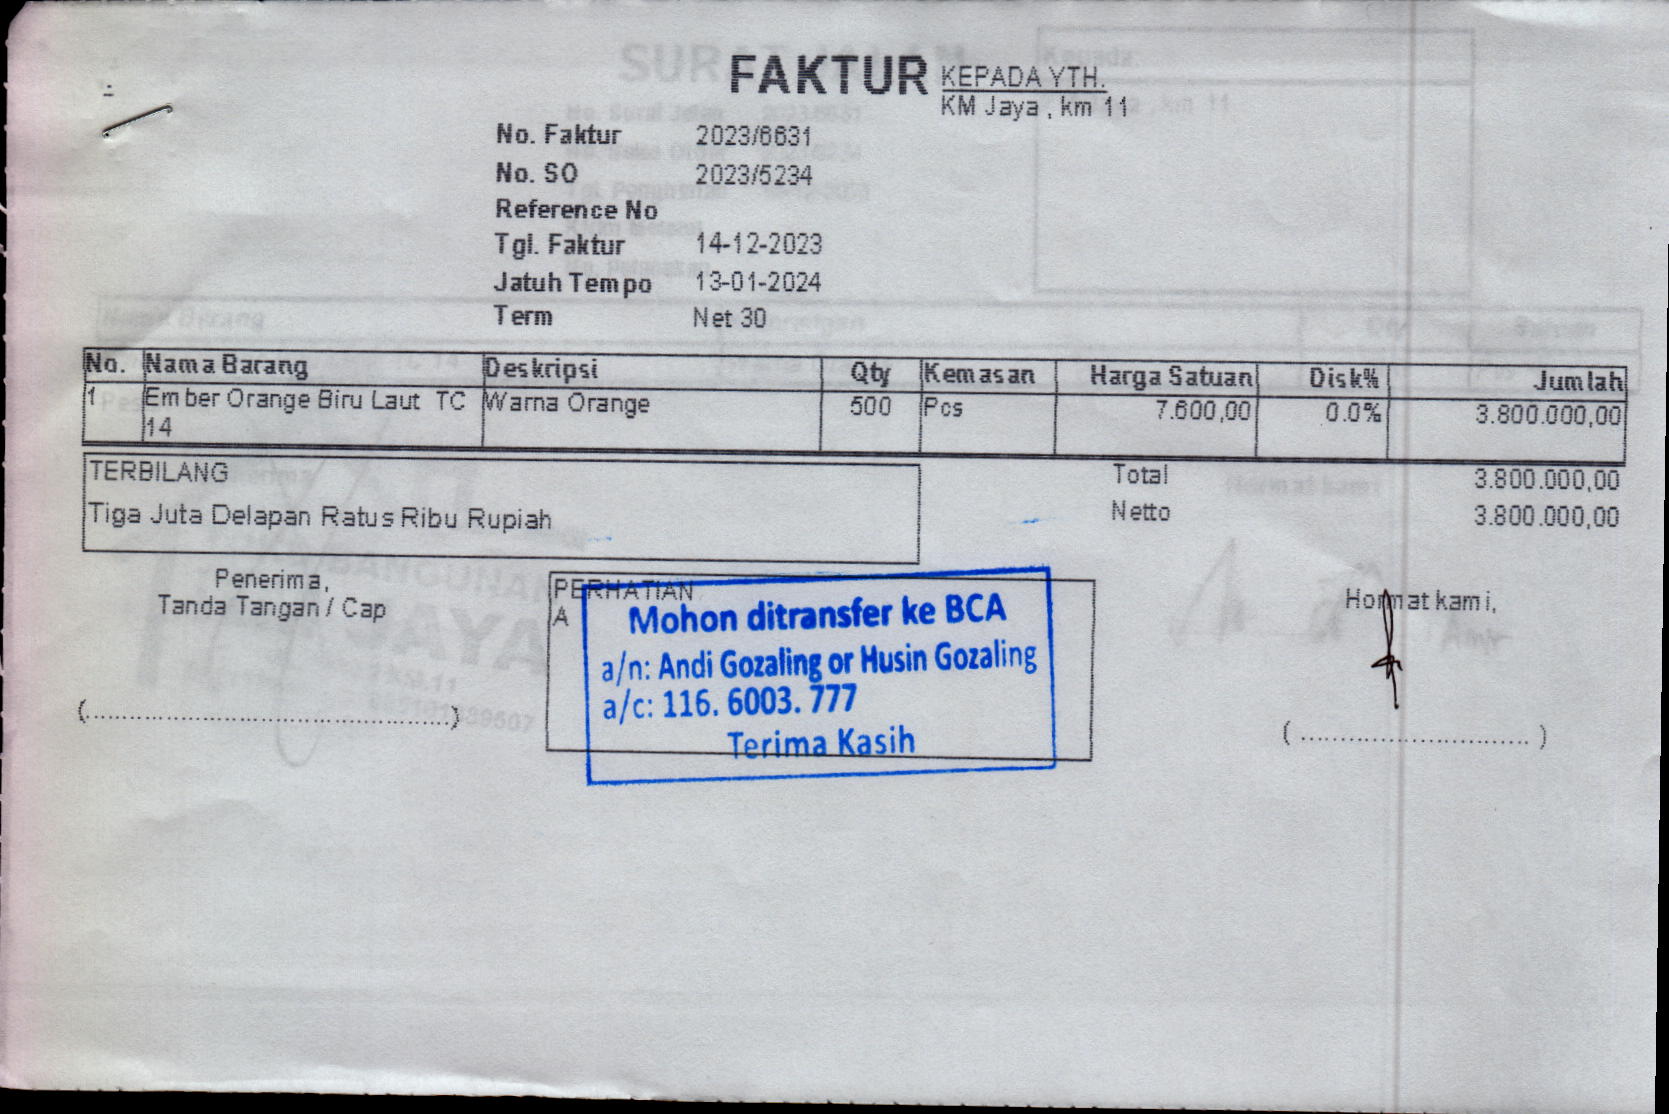 FAKTUR
KEPADA YTH.
KM Jaya , km 11
No. Faktur 2023/6631
No. SO 2023/5234
Reference No
Tgl. Faktur 14-12-2023
Jatuh Tempo 13-01-2024
Term Net 30
No. Nama Barang Deskripsi Qty Kemasan Harga Satuan Disk% Jumlah
1 Ember Orange Biru Laut TC Warna Orange 500 Pcs 7.600,00 0.0% 3.800.000,00
14
TERBILANG Total 3.800.000,00
Tiga Juta Delapan Ratus Ribu Rupiah Netto 3.800.000,00
Penerima,
Tanda Tangan / Cap
PERHATIAN
A
Mohon ditransfer ke BCA
a/n: Andi Gozaling or Husin Gozaling
a/c: 116. 6003. 777
Terima Kasih
Hormat kami,
(..................................................)
( ................................ )